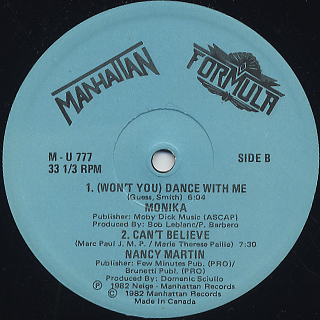 MANHATTAN
FORMULA
M - U 777
33 1/3 RPM
SIDE B
1. (WON'T YOU) DANCE WITH ME
(Guess, Smith) 6:04
MONIKA
Publisher: Moby Dick Music (ASCAP)
Produced by: Bob Leblanc/P. Barbero
2. CAN'T BELIEVE
(Marc Paul J. M. P. / Marie Therese Pallie) 7:30
NANCY MARTIN
Publisher: Few Minutes Pub. (PRO)/
Brunetti Publ. (PRO)
Produced by: Domenic Sciullo
Ⓟ 1982 Neige - Manhattan Records
© 1982 Manhattan Records
Made In Canada